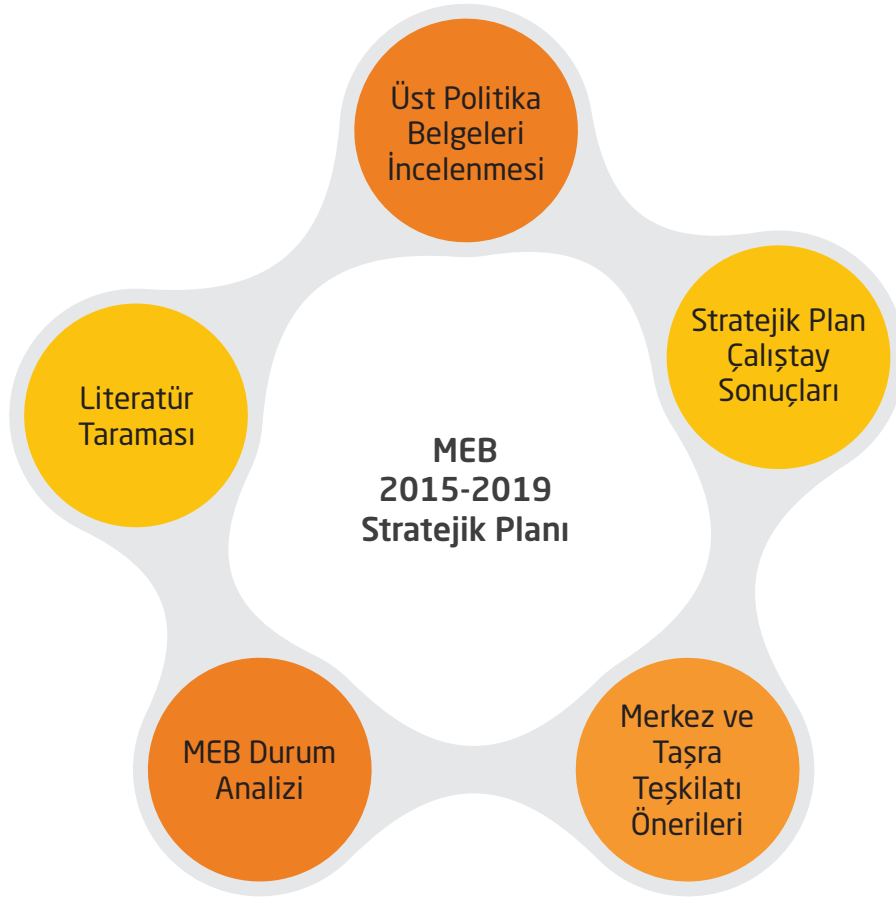 Üst Politika
Belgeleri
İncelenmesi
Stratejik Plan
Çalıştay
Sonuçları
Literatür
Taraması
MEB
2015-2019
Stratejik Planı
MEB Durum
Analizi
Merkez ve
Taşra
Teşkilatı
Önerileri